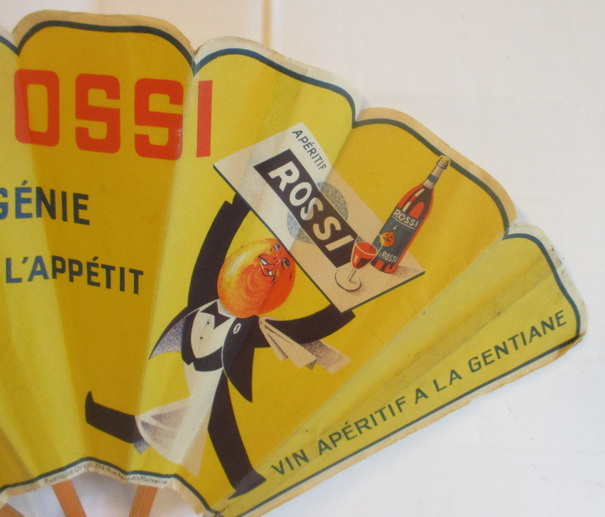 OSSI
GÉNIE
L'APPÉTIT
APÉRITIF
ROSSI
ROSSI
ROSSI
VIN APÉRITIF A LA GENTIANE